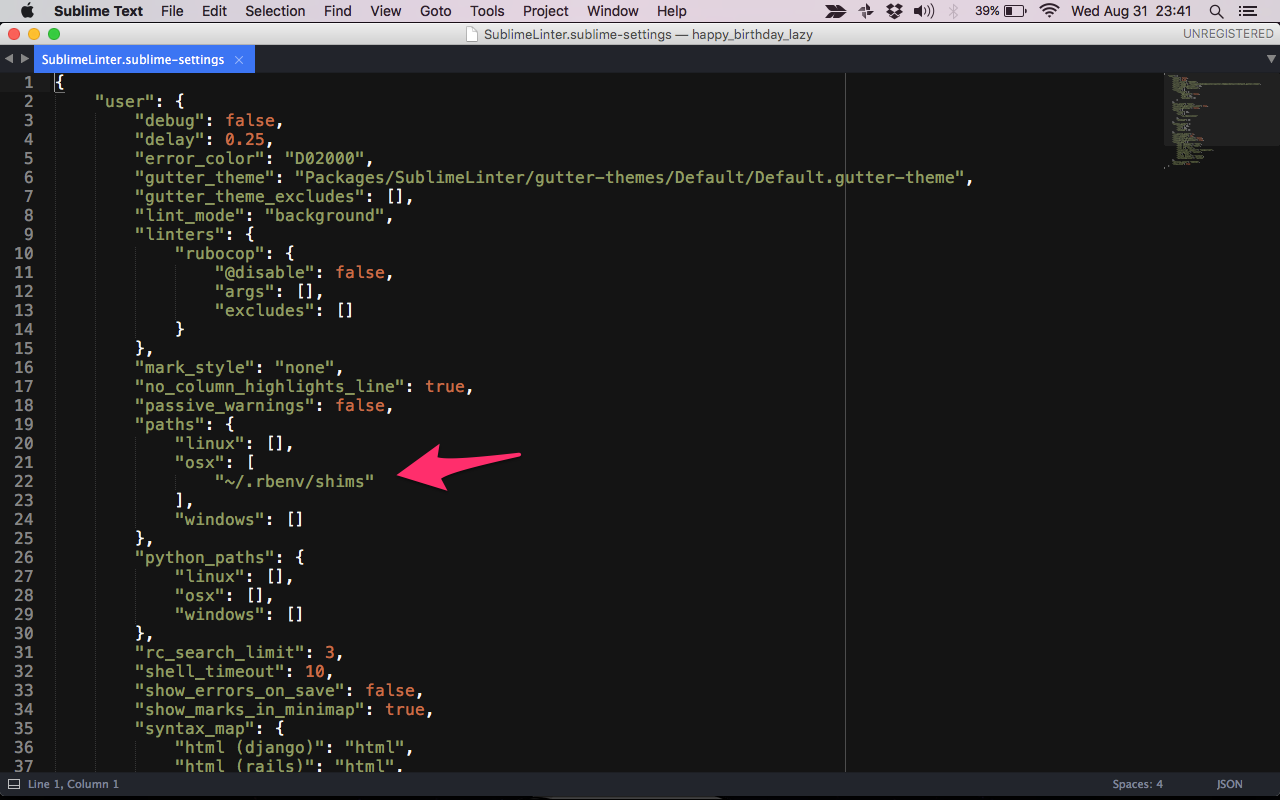 Sublime Text File Edit Selection Find View Goto Tools Project Window Help 39% Wed Aug 31 23:41
SublimeLinter.sublime-settings — happy_birthday_lazy UNREGISTERED
SublimeLinter.sublime-settings ×
1 {
2 "user": {
3 "debug": false,
4 "delay": 0.25,
5 "error_color": "D02000",
6 "gutter_theme": "Packages/SublimeLinter/gutter-themes/Default/Default.gutter-theme",
7 "gutter_theme_excludes": [],
8 "lint_mode": "background",
9 "linters": {
10 "rubocop": {
11 "@disable": false,
12 "args": [],
13 "excludes": []
14 }
15 },
16 "mark_style": "none",
17 "no_column_highlights_line": true,
18 "passive_warnings": false,
19 "paths": {
20 "linux": [],
21 "osx": [
22 "~/.rbenv/shims"
23 ],
24 "windows": []
25 },
26 "python_paths": {
27 "linux": [],
28 "osx": [],
29 "windows": []
30 },
31 "rc_search_limit": 3,
32 "shell_timeout": 10,
33 "show_errors_on_save": false,
34 "show_marks_in_minimap": true,
35 "syntax_map": {
36 "html (django)": "html",
37 "html (rails)": "html",
Line 1, Column 1 Spaces: 4 JSON